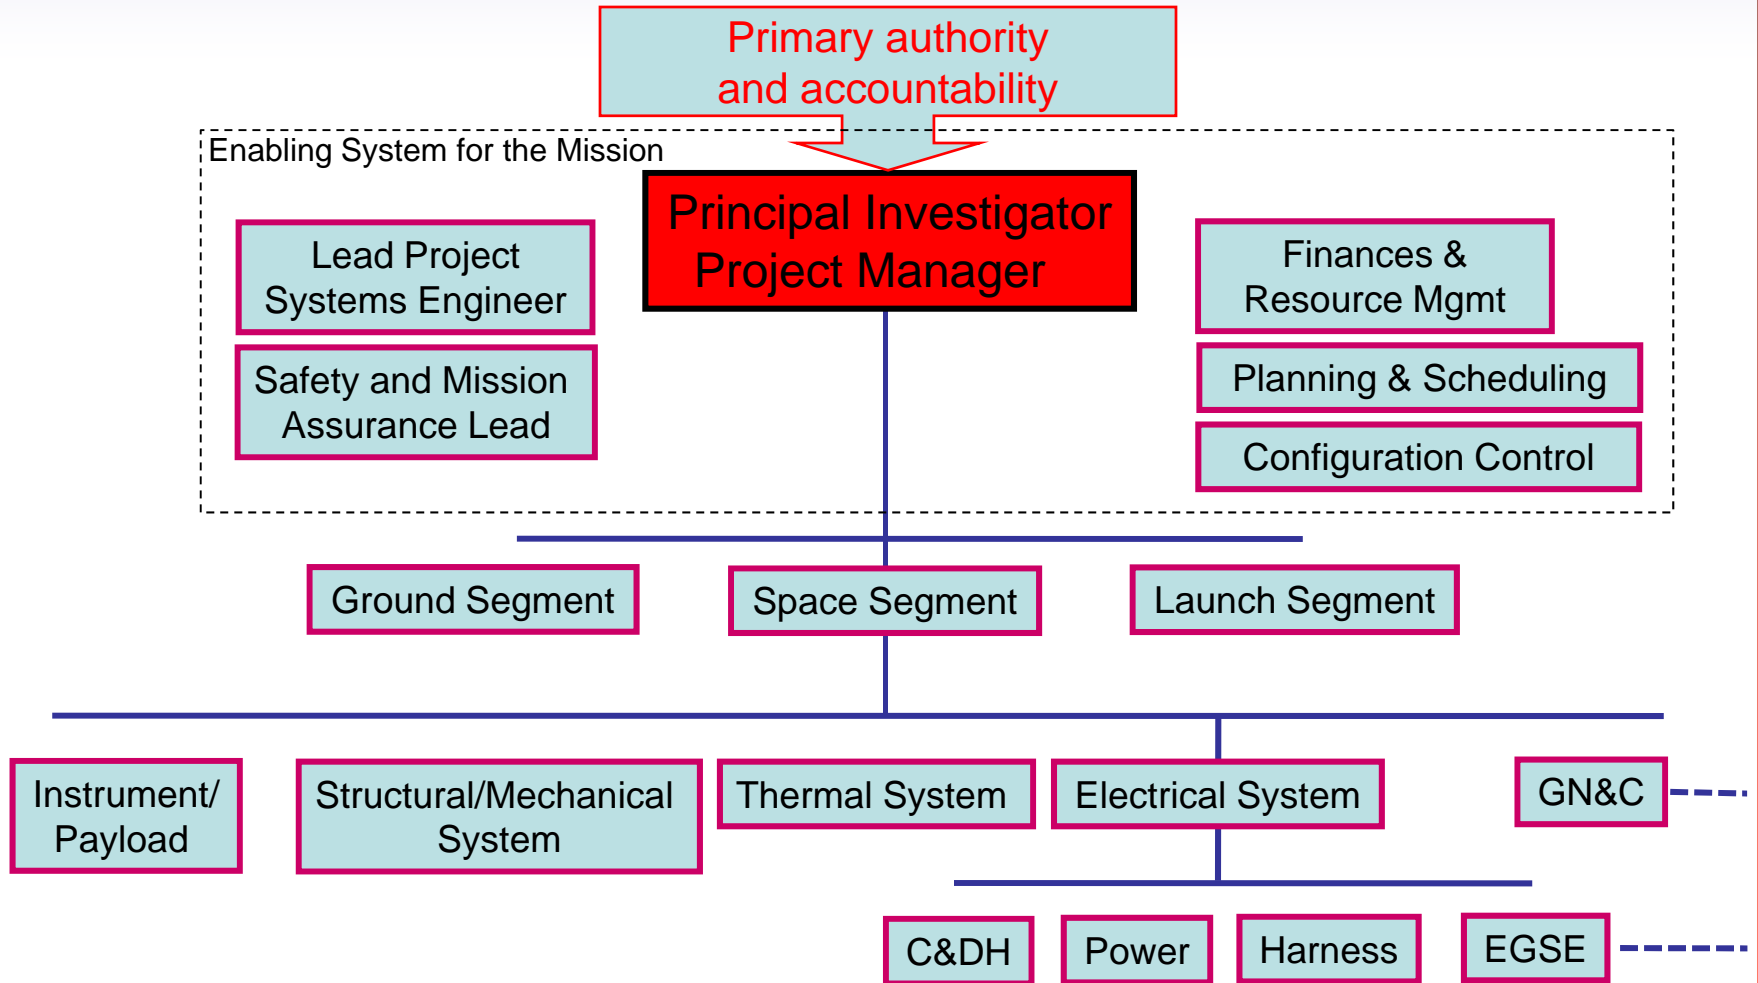 Primary authority
and accountability
Enabling System for the Mission
Principal Investigator
Project Manager
Lead Project
Systems Engineer
Safety and Mission
Assurance Lead
Finances &
Resource Mgmt
Planning & Scheduling
Configuration Control
Ground Segment
Space Segment
Launch Segment
Instrument/
Payload
Structural/Mechanical
System
Thermal System
Electrical System
GN&C
C&DH
Power
Harness
EGSE